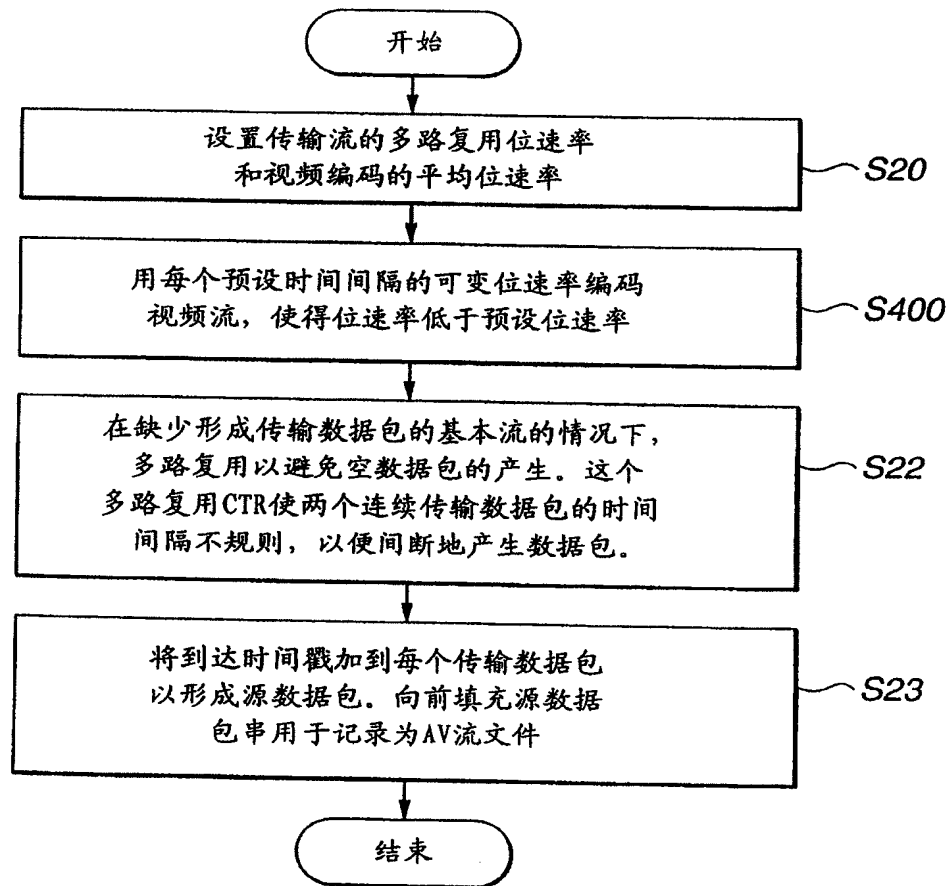 开始
设置传输流的多路复用位速率
和视频编码的平均位速率
S20
用每个预设时间间隔的可变位速率编码
视频流，使得位速率低于预设位速率
S400
在缺少形成传输数据包的基本流的情况下，
多路复用以避免空数据包的产生。这个
多路复用CTR使两个连续传输数据包的时间
间隔不规则，以便间断地产生数据包。
S22
将到达时间戳加到每个传输数据包
以形成源数据包。向前填充源数据
包串用于记录为AV流文件
S23
结束